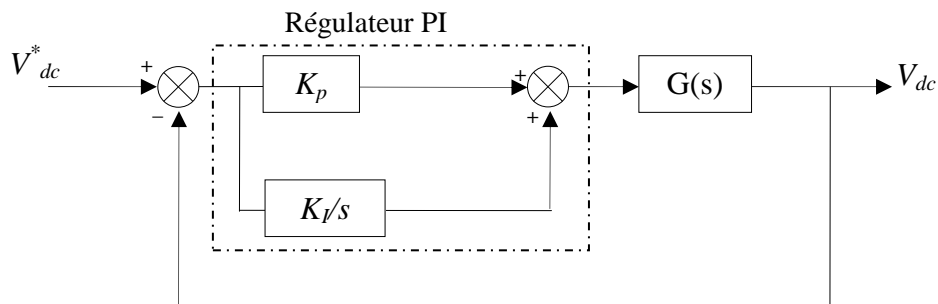 Régulateur PI
V*dc
+
−
Kp
+
+
G(s)
Vdc
KI/s